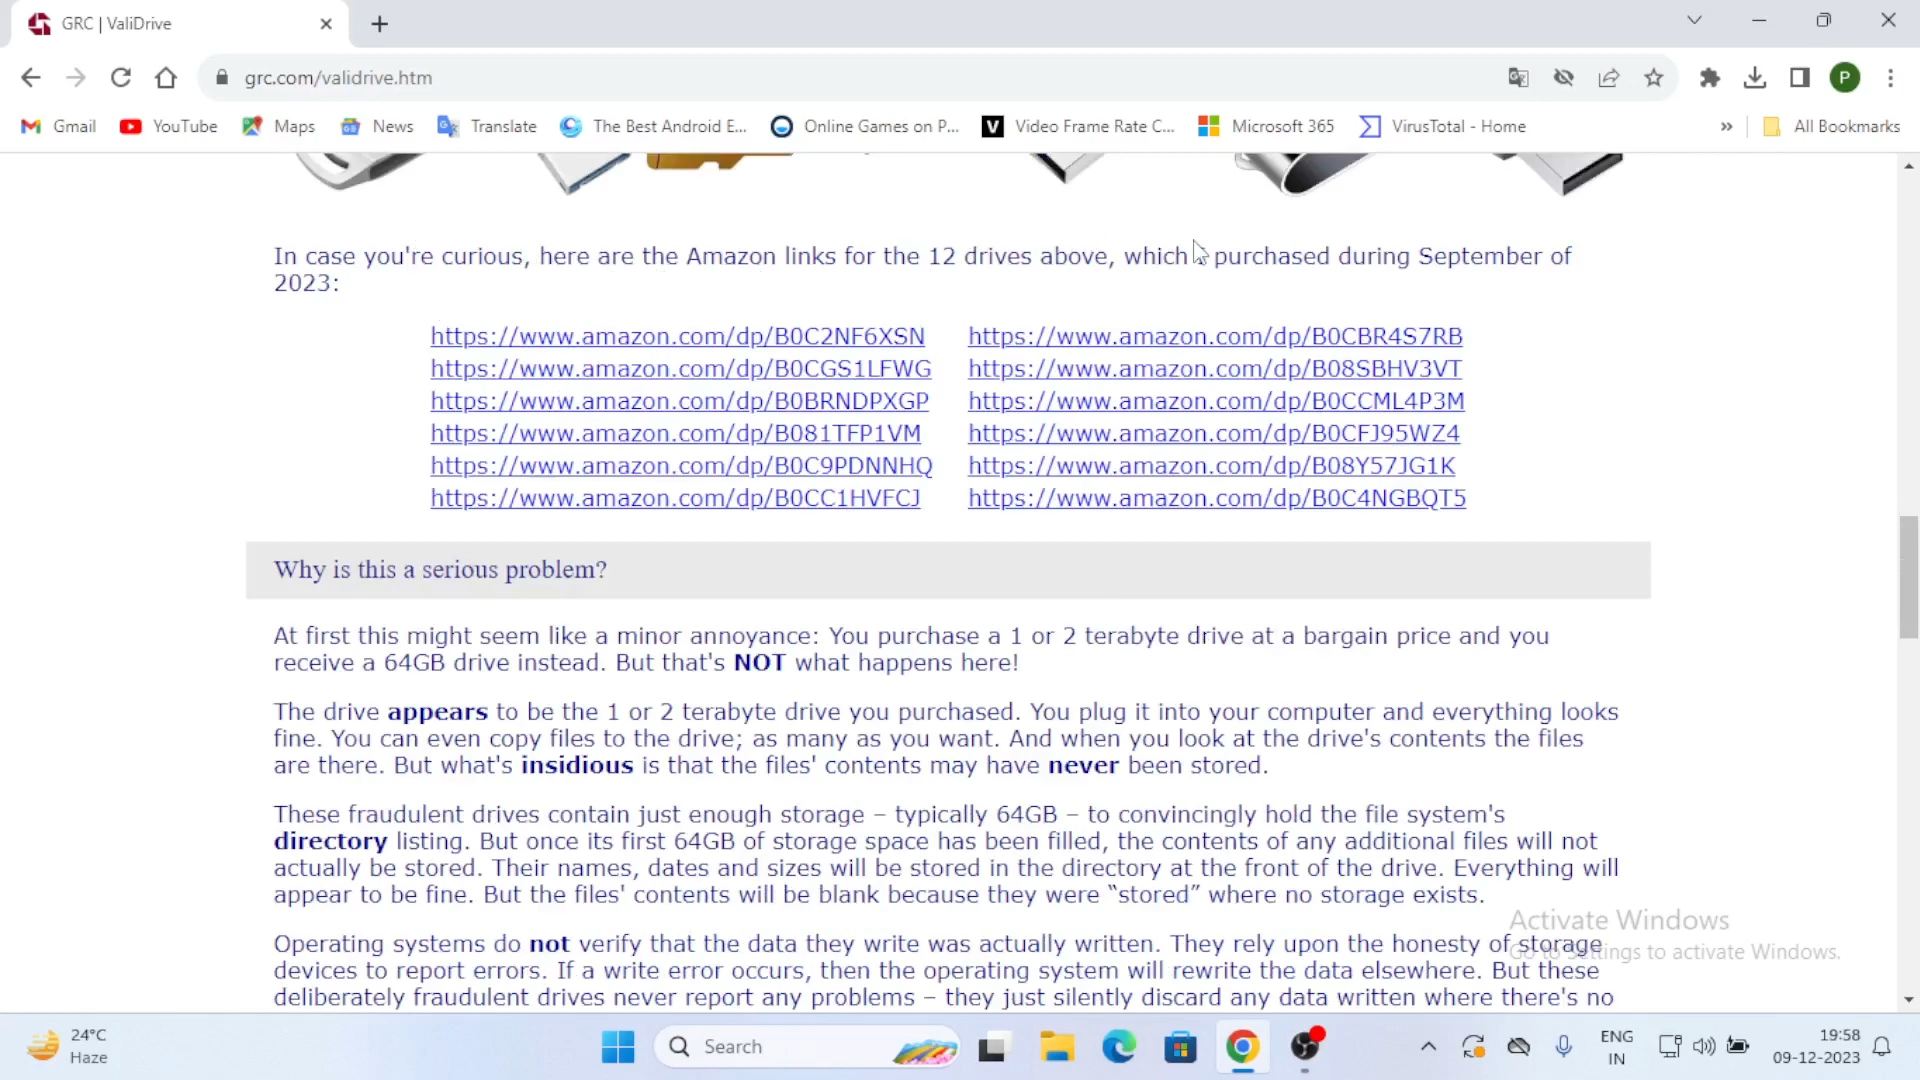 GRC | ValiDrive
grc.com/validrive.htm
P
Gmail YouTube Maps News Translate The Best Android E... Online Games on P... Video Frame Rate C... Microsoft 365 VirusTotal - Home » All Bookmarks
In case you're curious, here are the Amazon links for the 12 drives above, which purchased during September of
2023:
https://www.amazon.com/dp/B0C2NF6XSN https://www.amazon.com/dp/B0CBR4S7RB
https://www.amazon.com/dp/B0CGS1LFWG https://www.amazon.com/dp/B08SBHV3VT
https://www.amazon.com/dp/B0BRNDPXGP https://www.amazon.com/dp/B0CCML4P3M
https://www.amazon.com/dp/B081TFP1VM https://www.amazon.com/dp/B0CFJ95WZ4
https://www.amazon.com/dp/B0C9PDNNHQ https://www.amazon.com/dp/B08Y57JG1K
https://www.amazon.com/dp/B0CC1HVFCJ https://www.amazon.com/dp/B0C4NGBQT5
Why is this a serious problem?
At first this might seem like a minor annoyance: You purchase a 1 or 2 terabyte drive at a bargain price and you
receive a 64GB drive instead. But that's NOT what happens here!
The drive appears to be the 1 or 2 terabyte drive you purchased. You plug it into your computer and everything looks
fine. You can even copy files to the drive; as many as you want. And when you look at the drive's contents the files
are there. But what's insidious is that the files' contents may have never been stored.
These fraudulent drives contain just enough storage – typically 64GB – to convincingly hold the file system's
directory listing. But once its first 64GB of storage space has been filled, the contents of any additional files will not
actually be stored. Their names, dates and sizes will be stored in the directory at the front of the drive. Everything will
appear to be fine. But the files' contents will be blank because they were “stored” where no storage exists.
Operating systems do not verify that the data they write was actually written. They rely upon the honesty of storage
devices to report errors. If a write error occurs, then the operating system will rewrite the data elsewhere. But these
deliberately fraudulent drives never report any problems – they just silently discard any data written where there's no
Activate Windows
Go to Settings to activate Windows.
24°C
Haze
Search
ENG
IN
19:58
09-12-2023